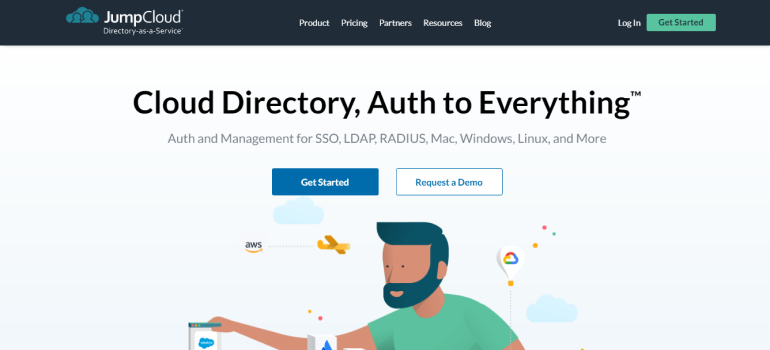 JumpCloud
Directory-as-a-Service®
Product Pricing Partners Resources Blog
Log In Get Started
Cloud Directory, Auth to Everything™
Auth and Management for SSO, LDAP, RADIUS, Mac, Windows, Linux, and More
Get Started Request a Demo
aws
salesforce